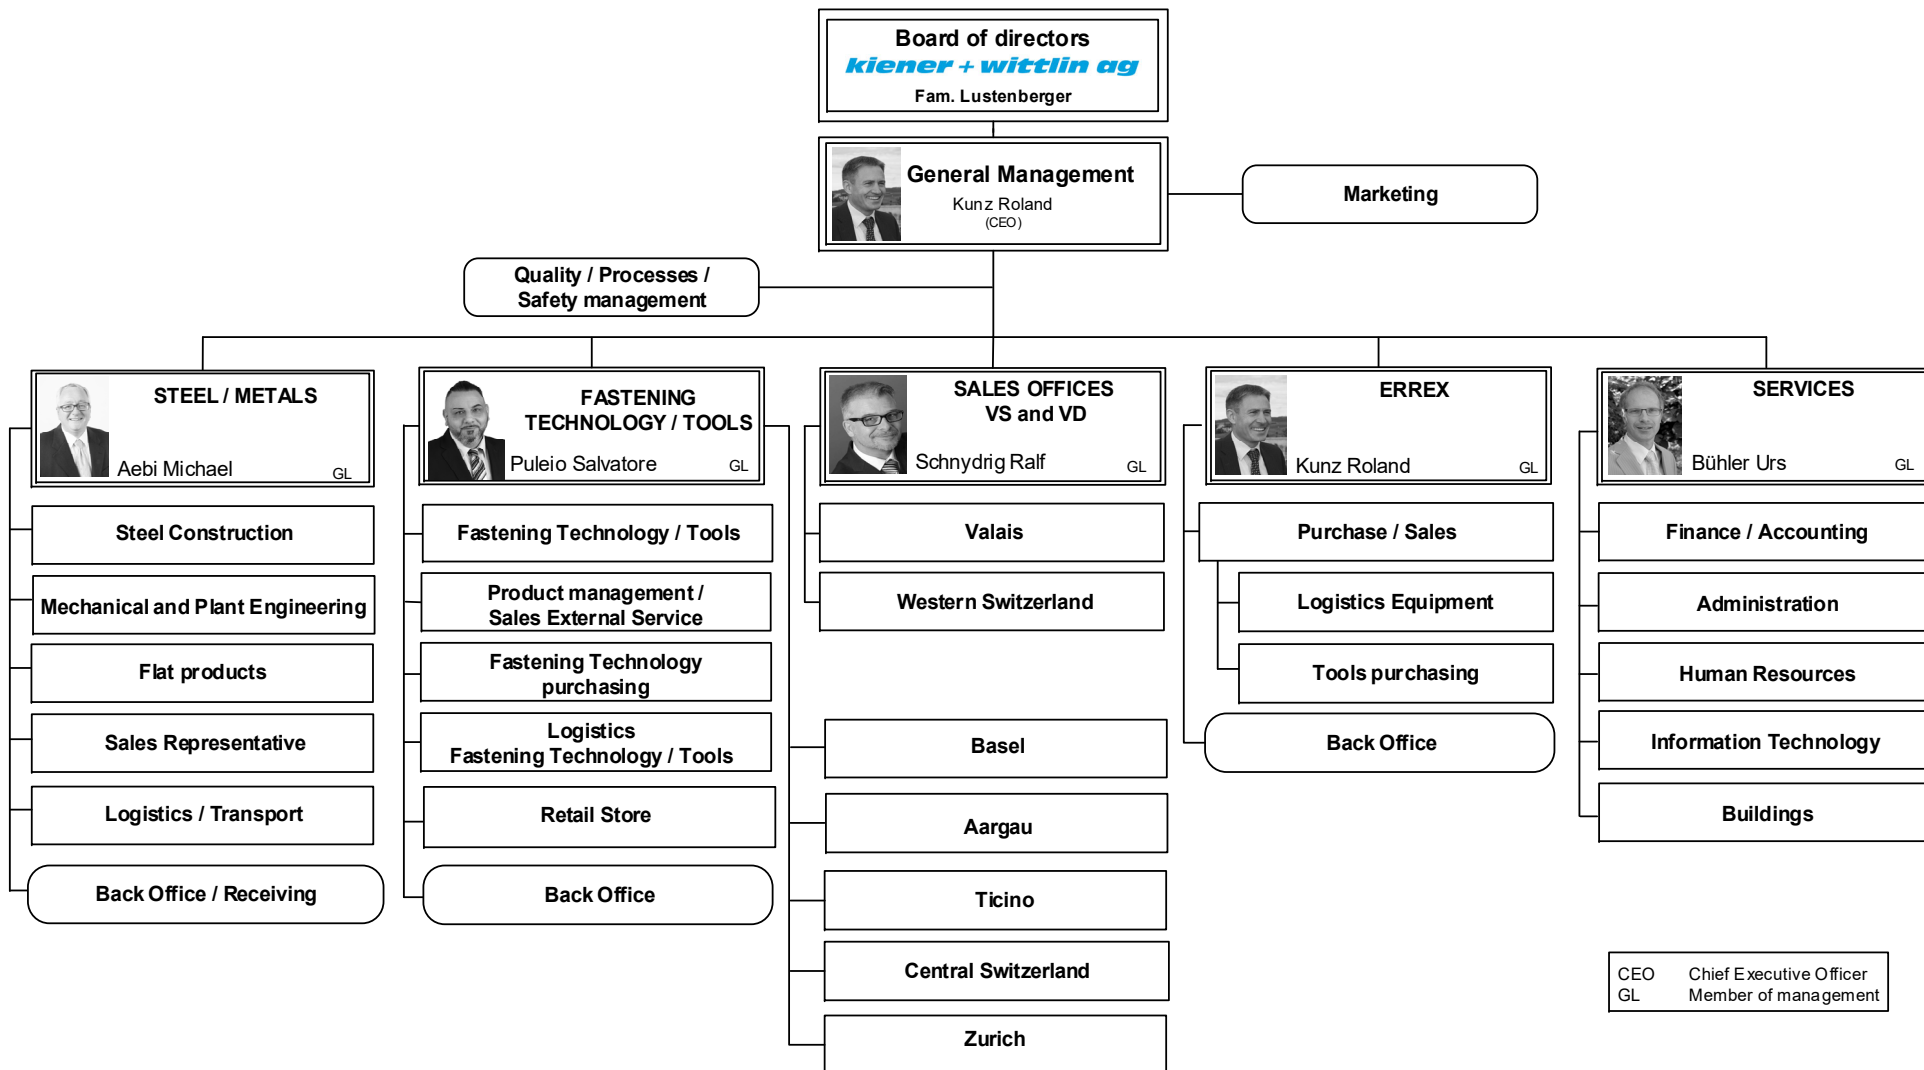 Board of directors
kiener + wittlin ag
Fam. Lustenberger
General Management
Kunz Roland
(CEO)
Marketing
Quality / Processes /
Safety management
STEEL / METALS
Aebi Michael
GL
Steel Construction
Mechanical and Plant Engineering
Flat products
Sales Representative
Logistics / Transport
Back Office / Receiving
FASTENING
TECHNOLOGY / TOOLS
Puleio Salvatore
GL
Fastening Technology / Tools
Product management /
Sales External Service
Fastening Technology
purchasing
Logistics
Fastening Technology / Tools
Retail Store
Back Office
SALES OFFICES
VS and VD
Schnydrig Ralf
GL
Valais
Western Switzerland
Basel
Aargau
Ticino
Central Switzerland
Zurich
ERREX
Kunz Roland
GL
Purchase / Sales
Logistics Equipment
Tools purchasing
Back Office
SERVICES
Bühler Urs
GL
Finance / Accounting
Administration
Human Resources
Information Technology
Buildings
CEO Chief Executive Officer
GL Member of management